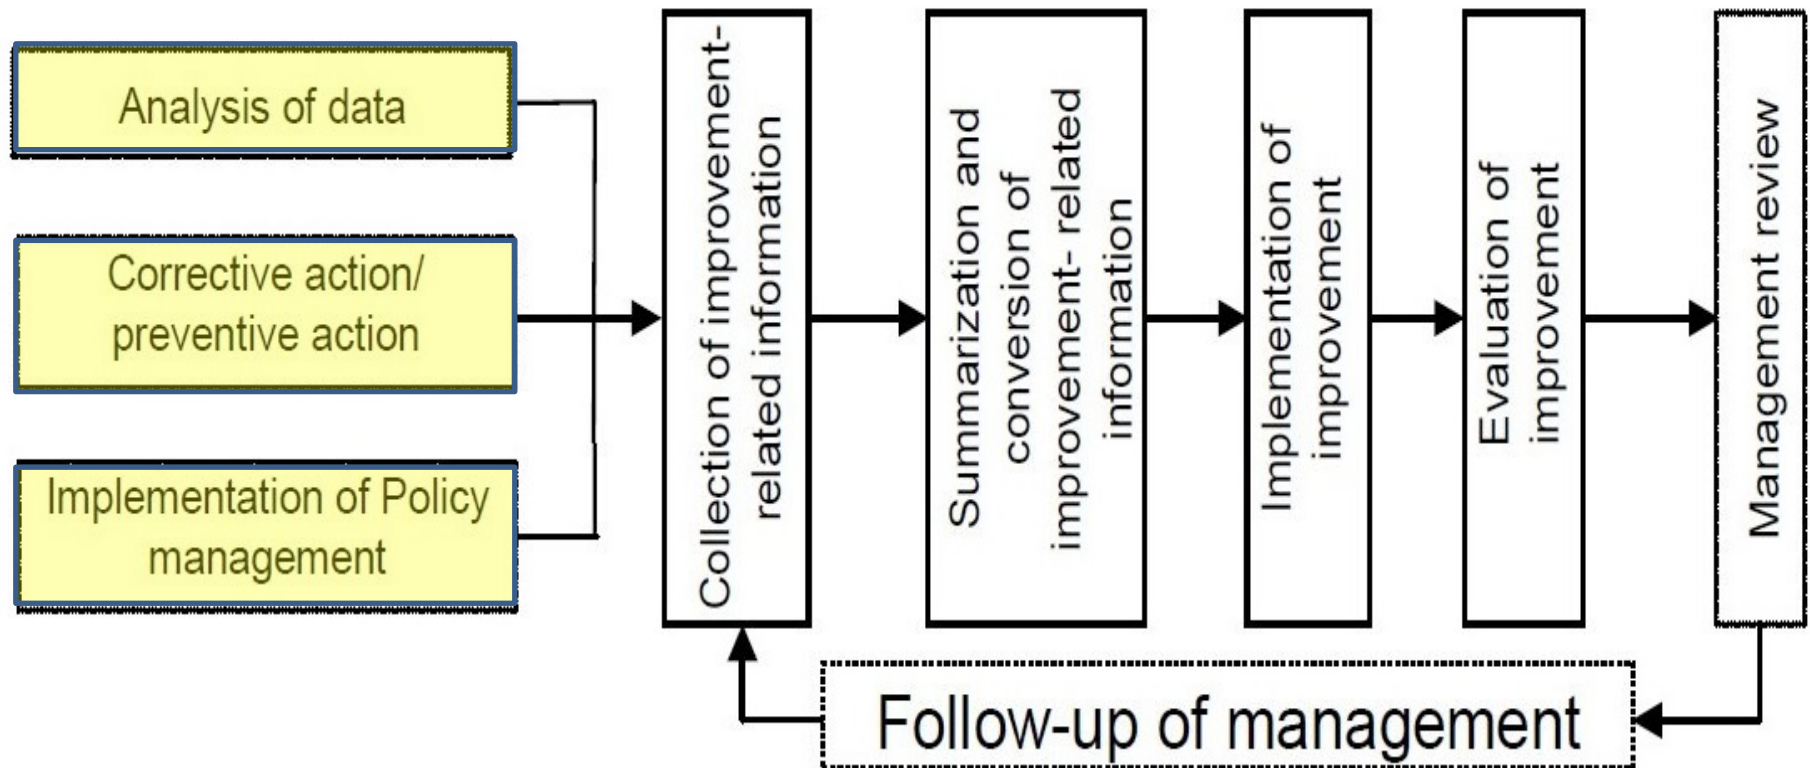 Analysis of data
Corrective action/
preventive action
Implementation of Policy
management
Collection of improvement-
related information
Summarization and
conversion of
improvement- related
information
Implementation of
improvement
Evaluation of
improvement
Management review
Follow-up of management